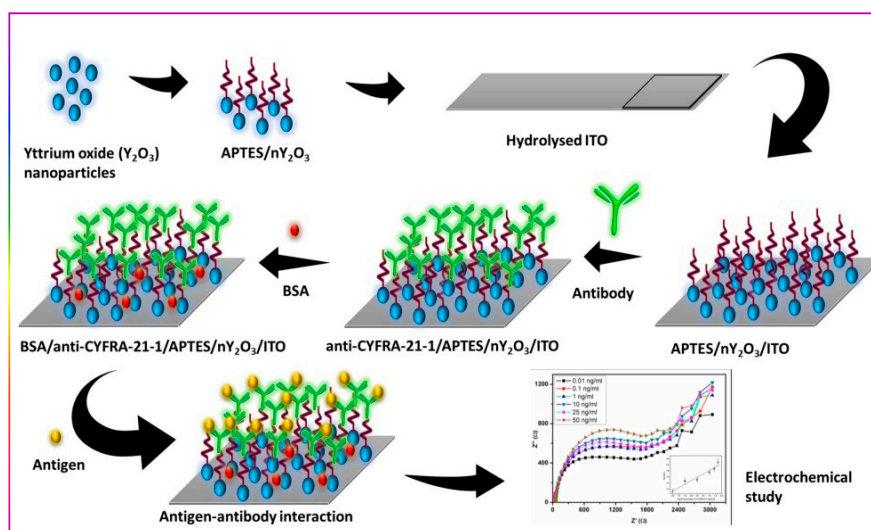 Yttrium oxide (Y₂O₃)
nanoparticles
APTES/nY₂O₃
Hydrolysed ITO
BSA
Antibody
BSA/anti-CYFRA-21-1/APTES/nY₂O₃/ITO
anti-CYFRA-21-1/APTES/nY₂O₃/ITO
APTES/nY₂O₃/ITO
Antigen
Antigen-antibody interaction
1200
800
400
0
Z'' (Ω)
0.01 ng/ml
0.1 ng/ml
1 ng/ml
10 ng/ml
25 ng/ml
50 ng/ml
0 600 1200 1800 2400 3000
Z' (Ω)
Electrochemical
study